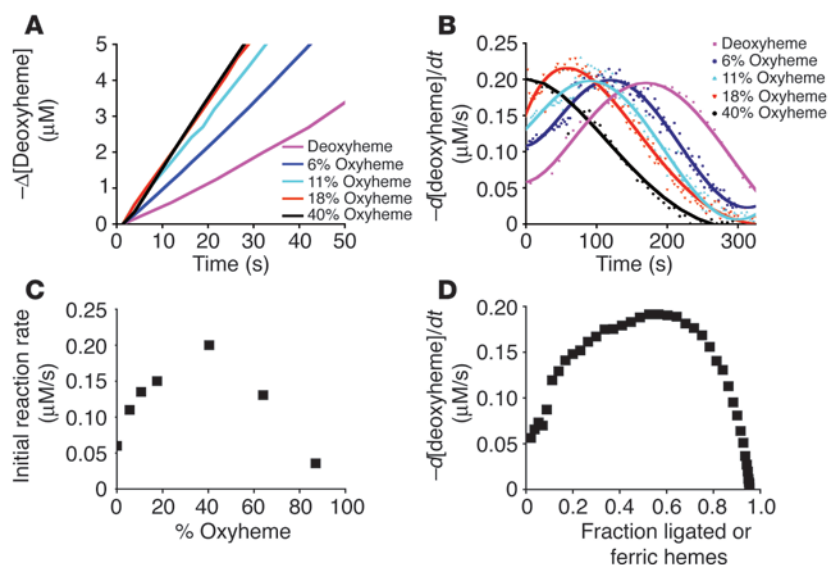 A
−Δ[Deoxyheme]
(μM)
5
4
3
2
1
0
0 10 20 30 40 50
Time (s)
Deoxyheme
6% Oxyheme
11% Oxyheme
18% Oxyheme
40% Oxyheme
B
−d[deoxyheme]/dt
(μM/s)
0.25
0.20
0.15
0.10
0.05
0
0 100 200 300
Time (s)
Deoxyheme
6% Oxyheme
11% Oxyheme
18% Oxyheme
40% Oxyheme
C
Initial reaction rate
(μM/s)
0.25
0.20
0.15
0.10
0.05
0
0 20 40 60 80 100
% Oxyheme
D
−d[deoxyheme]/dt
(μM/s)
0.20
0.15
0.10
0.05
0
0 0.2 0.4 0.6 0.8 1.0
Fraction ligated or
ferric hemes